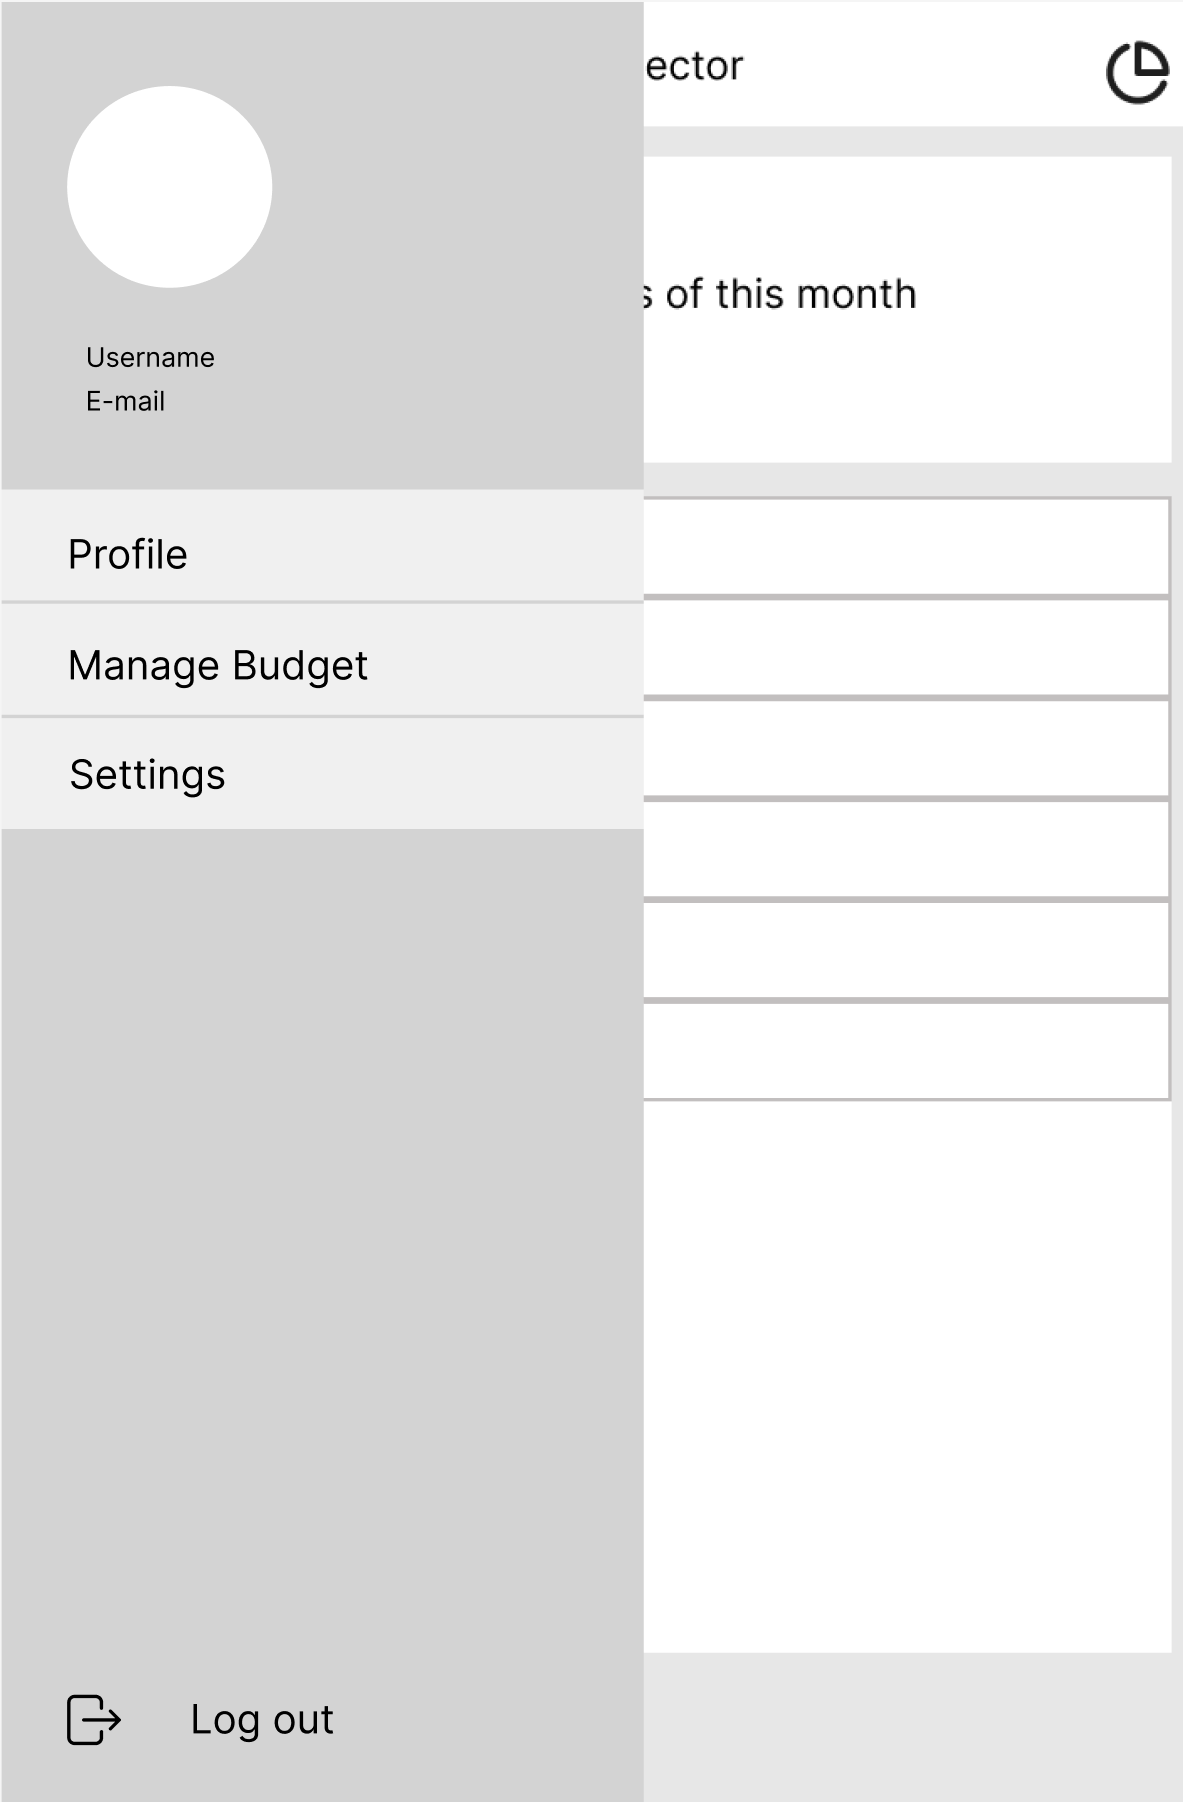 ector
s of this month
Username
E-mail
Profile
Manage Budget
Settings
Log out